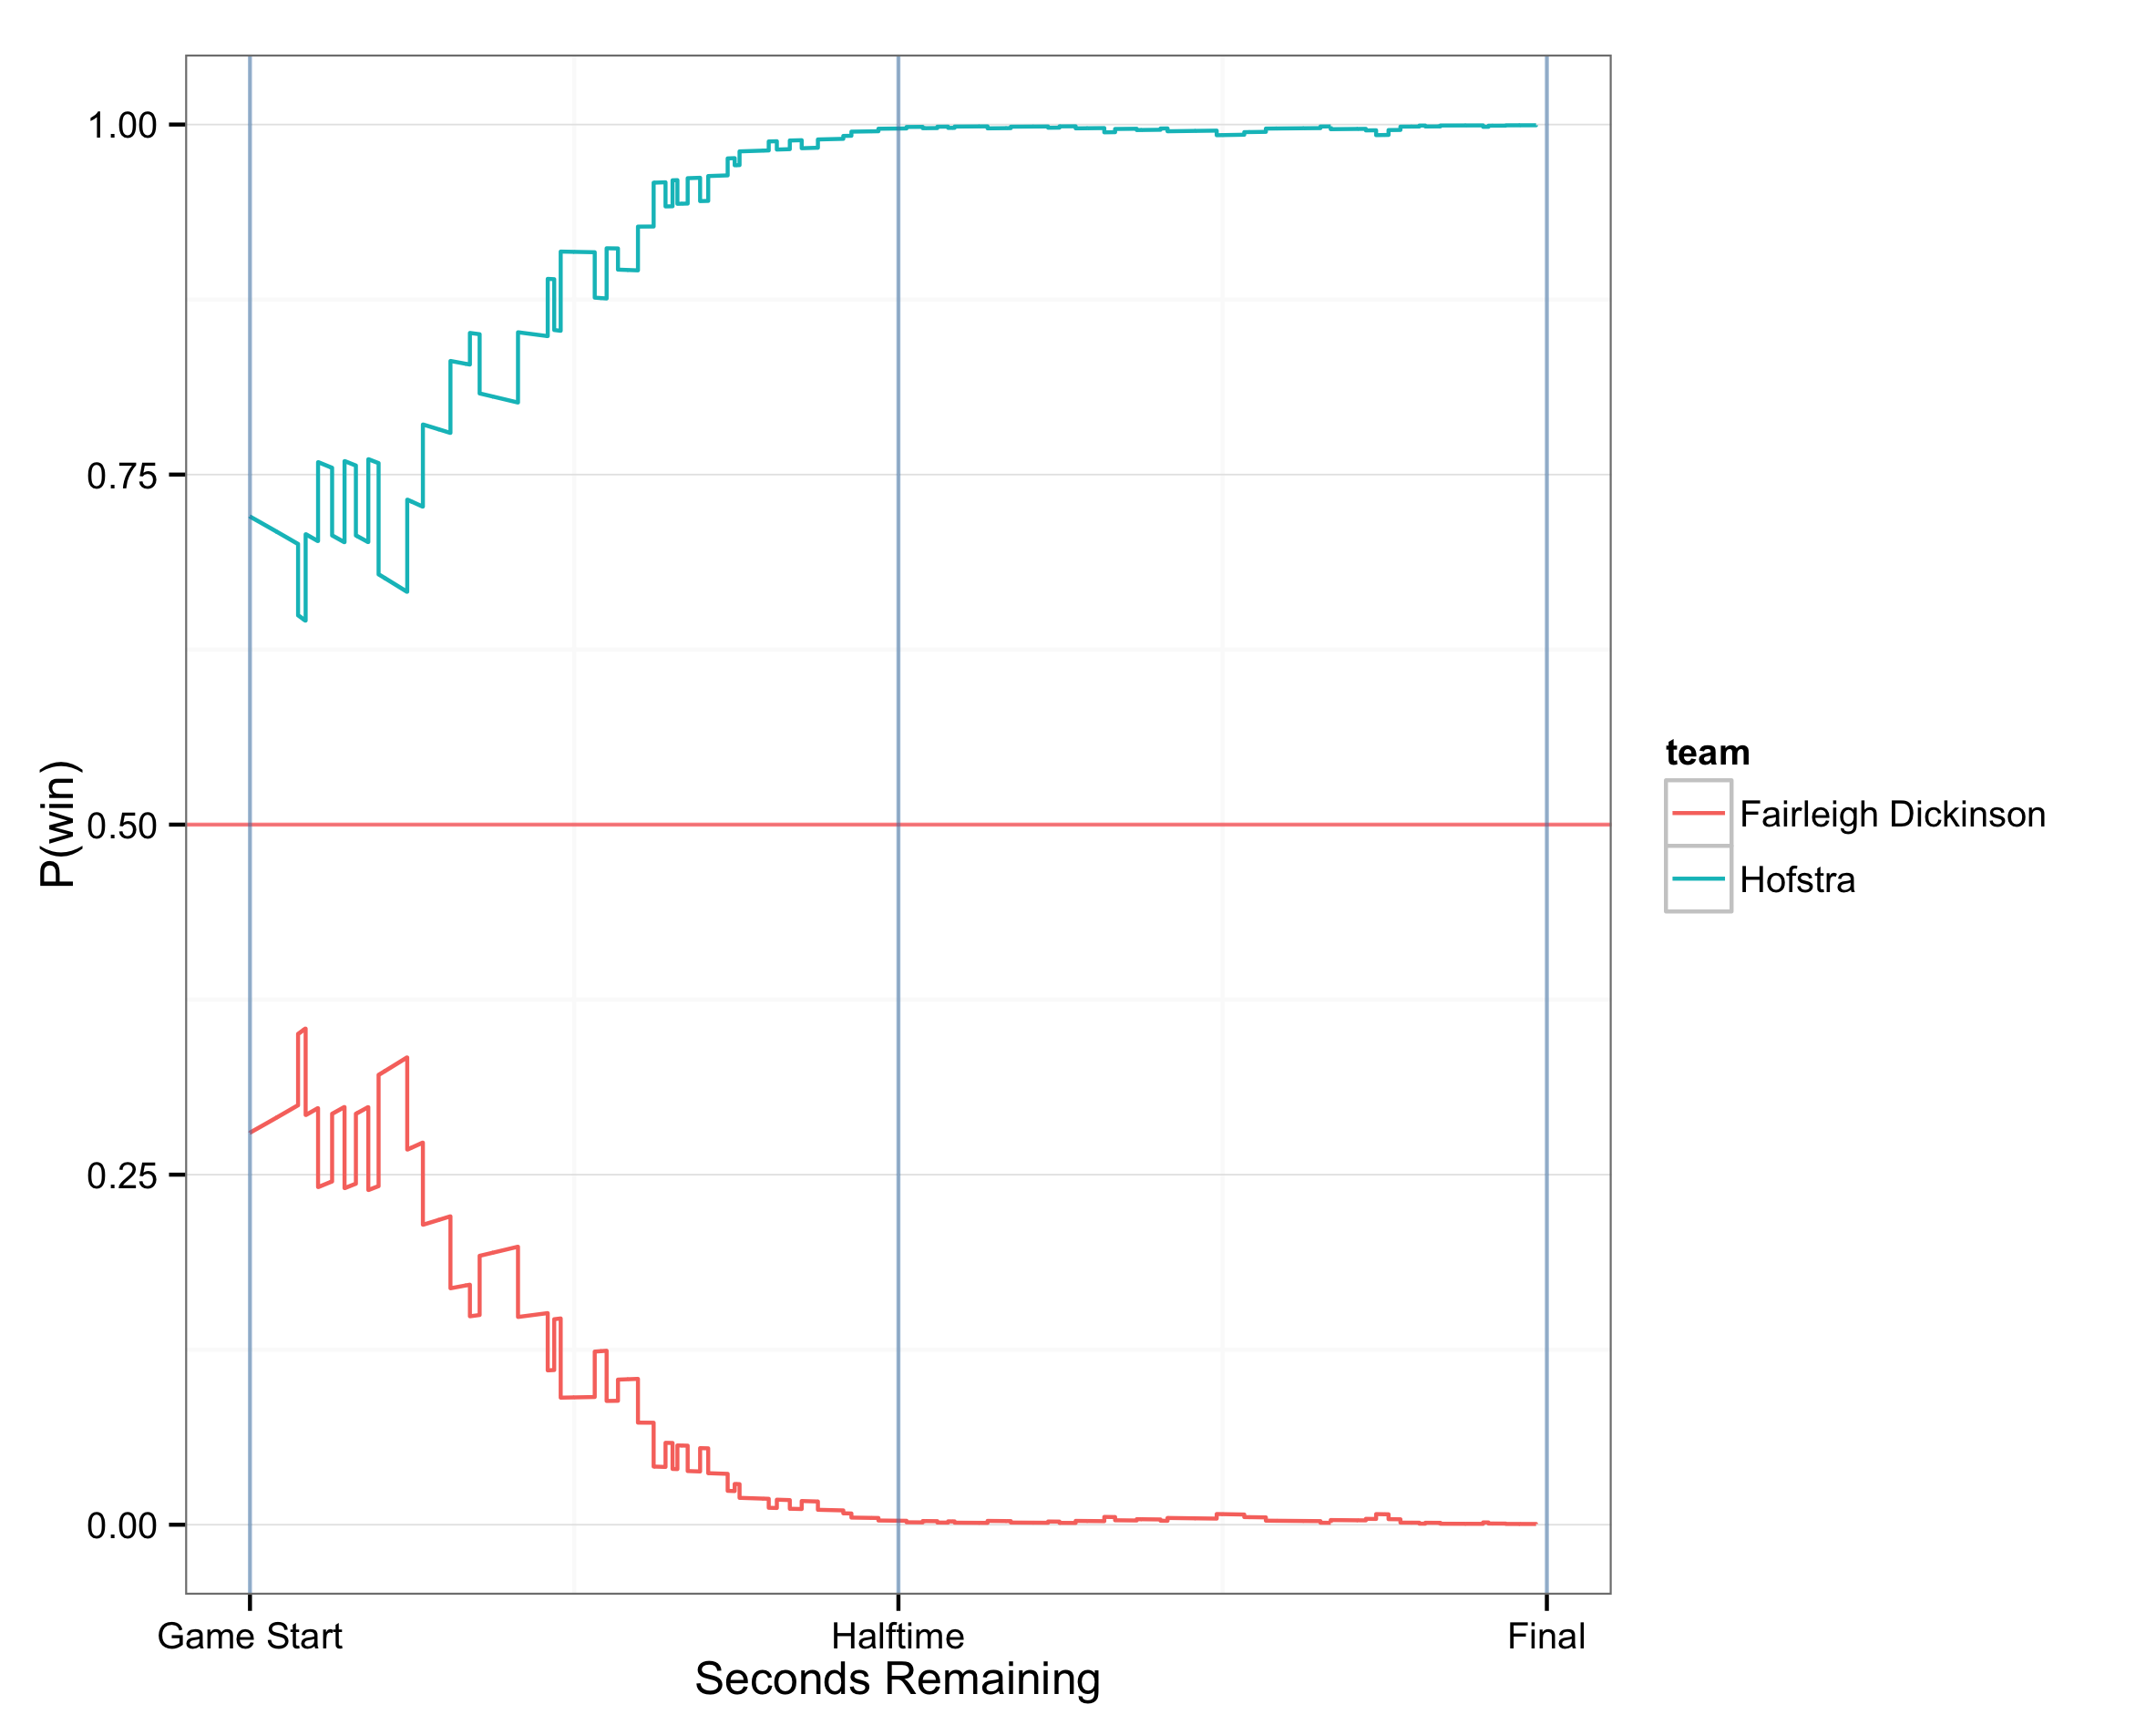 1.00
0.75
0.50
0.25
0.00
P(win)
Game Start
Halftime
Final
Seconds Remaining
team
Fairleigh Dickinson
Hofstra